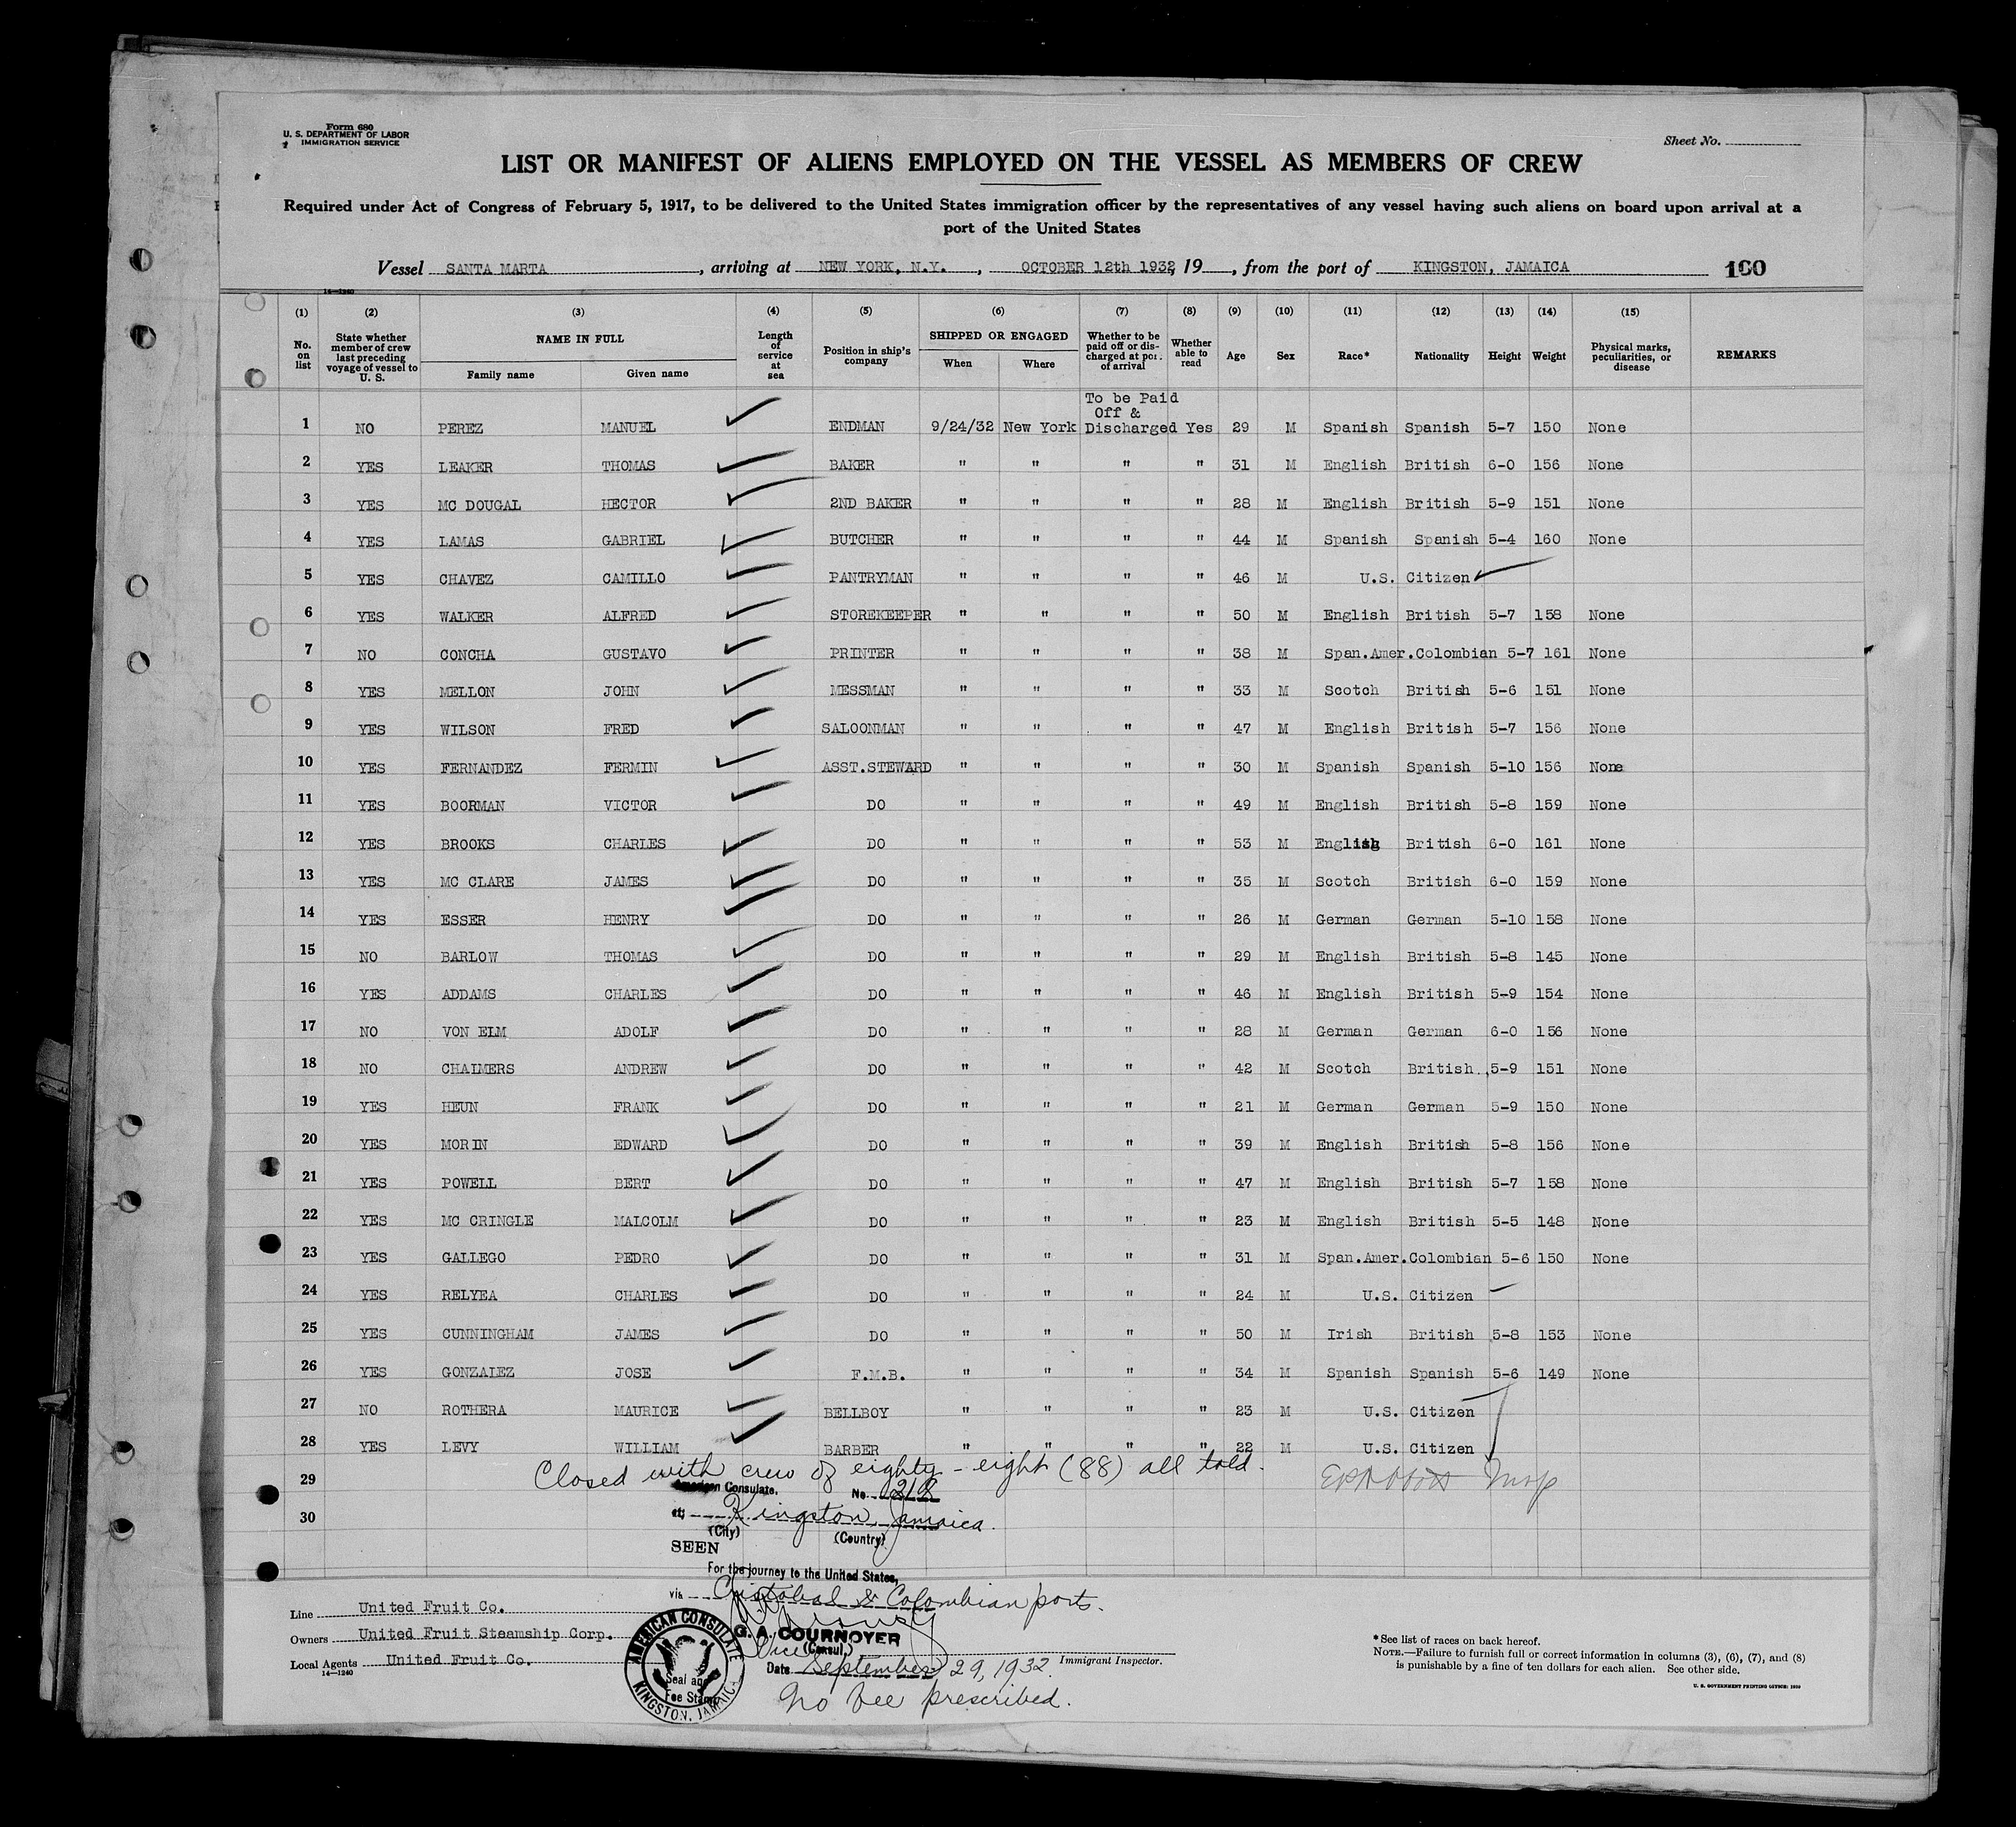 Form 680
U. S. DEPARTMENT OF LABOR
IMMIGRATION SERVICE
Sheet No.
LIST OR MANIFEST OF ALIENS EMPLOYED ON THE VESSEL AS MEMBERS OF CREW
Required under Act of Congress of February 5, 1917, to be delivered to the United States immigration officer by the representatives of any vessel having such aliens on board upon arrival at a
port of the United States
Vessel SANTA MARTA, arriving at NEW YORK, N.Y., OCTOBER 12th 1932, 19, from the port of KINGSTON, JAMAICA 160
14—1240
(1) No. on list (2) State whether member of crew last preceding voyage of vessel to U. S. (3) NAME IN FULL Family name Given name (4) Length of service at sea (5) Position in ship's company (6) SHIPPED OR ENGAGED When Where (7) Whether to be paid off or discharged at port of arrival (8) Whether able to read (9) Age (10) Sex (11) Race* (12) Nationality (13) Height (14) Weight (15) Physical marks, peculiarities, or disease REMARKS
To be Paid
Off &
1 NO PEREZ MANUEL ENDMAN 9/24/32 New York Discharged Yes 29 M Spanish Spanish 5-7 150 None
2 YES LEAKER THOMAS BAKER " " " " 31 M English British 6-0 156 None
3 YES MC DOUGAL HECTOR 2ND BAKER " " " " 28 M English British 5-9 151 None
4 YES LAMAS GABRIEL BUTCHER " " " " 44 M Spanish Spanish 5-4 160 None
5 YES CHAVEZ CAMILLO PANTRYMAN " " " " 46 M U.S. Citizen
6 YES WALKER ALFRED STOREKEEPER " " " " 50 M English British 5-7 158 None
7 NO CONCHA GUSTAVO PRINTER " " " " 38 M Span.Amer.Colombian 5-7 161 None
8 YES MELLON JOHN MESSMAN " " " " 33 M Scotch British 5-6 151 None
9 YES WILSON FRED SALOONMAN " " " " 47 M English British 5-7 156 None
10 YES FERNANDEZ FERMIN ASST.STEWARD " " " " 30 M Spanish Spanish 5-10 156 None
11 YES BOORMAN VICTOR DO " " " " 49 M English British 5-8 159 None
12 YES BROOKS CHARLES DO " " " " 53 M English British 6-0 161 None
13 YES MC CLARE JAMES DO " " " " 35 M Scotch British 6-0 159 None
14 YES ESSER HENRY DO " " " " 26 M German German 5-10 158 None
15 NO BARLOW THOMAS DO " " " " 29 M English British 5-8 145 None
16 YES ADDAMS CHARLES DO " " " " 46 M English British 5-9 154 None
17 NO VON ELM ADOLF DO " " " " 28 M German German 6-0 156 None
18 NO CHALMERS ANDREW DO " " " " 42 M Scotch British 5-9 151 None
19 YES HEUN FRANK DO " " " " 21 M German German 5-9 150 None
20 YES MORIN EDWARD DO " " " " 39 M English British 5-8 156 None
21 YES POWELL BERT DO " " " " 47 M English British 5-7 158 None
22 YES MC CRINGLE MALCOLM DO " " " " 23 M English British 5-5 148 None
23 YES GALLEGO PEDRO DO " " " " 31 M Span.Amer.Colombian 5-6 150 None
24 YES RELYEA CHARLES DO " " " " 24 M U.S. Citizen
25 YES CUNNINGHAM JAMES DO " " " " 50 M Irish British 5-8 153 None
26 YES GONZALEZ JOSE F.M.B. " " " " 34 M Spanish Spanish 5-6 149 None
27 NO ROTHERA MAURICE BELLBOY " " " " 23 M U.S. Citizen
28 YES LEVY WILLIAM BARBER " " " " 22 M U.S. Citizen
29 Closed with crew of eighty-eight (88) all told.
American Consulate, No. 218
30 at Kingston, Jamaica.
(City) (Country)
SEEN
For the journey to the United States,
via Cristobal & Colombian ports.
G. A. COURNOYER
Vice (Consul.)
Date September 29, 1932.
No fee prescribed.
AMERICAN CONSULATE
KINGSTON, JAMAICA
Seal and
Fee Stamp
Line United Fruit Co.
Owners United Fruit Steamship Corp.
Local Agents United Fruit Co.
14—1240
Immigrant Inspector.
*See list of races on back hereof.
NOTE.—Failure to furnish full or correct information in columns (3), (6), (7), and (8)
is punishable by a fine of ten dollars for each alien. See other side.
U. S. GOVERNMENT PRINTING OFFICE: 1930